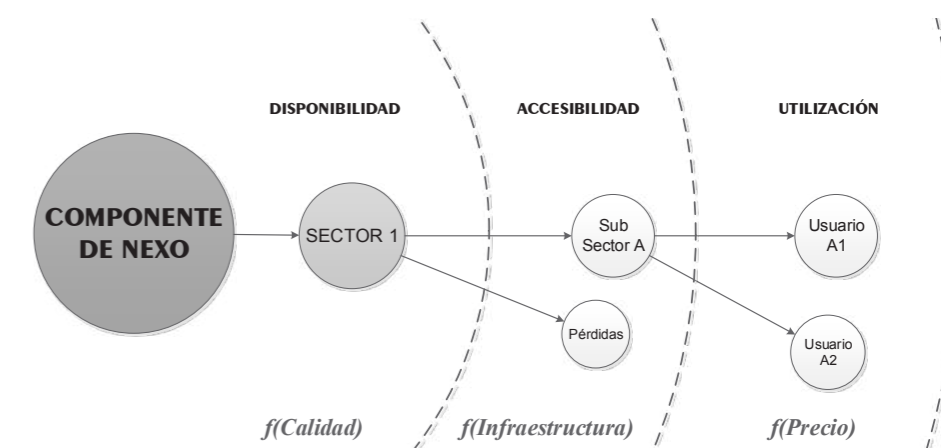 DISPONIBILIDAD
ACCESIBILIDAD
UTILIZACIÓN
COMPONENTE
DE NEXO
SECTOR 1
Sub
Sector A
Usuario
A1
Pérdidas
Usuario
A2
f(Calidad)
f(Infraestructura)
f(Precio)